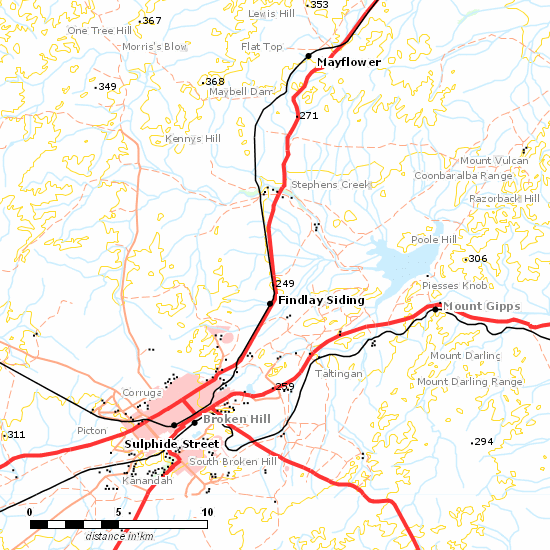 353
Lewis Hill
367
One Tree Hill
Morris's Blow
Flat Top
Mayflower
368
349
Maybell Dam
271
Kennys Hill
Mount Vulcan
Coonbaralba Range
Stephens Creek
Razorback Hill
Poole Hill
306
249
Piesses Knob
Findlay Siding
Mount Gipps
Mount Darling
Taltingan
Mount Darling Range
259
Corruga
Broken Hill
Picton
311
Sulphide Street
294
South Broken Hill
Kanandah
0 5 10
distance in km